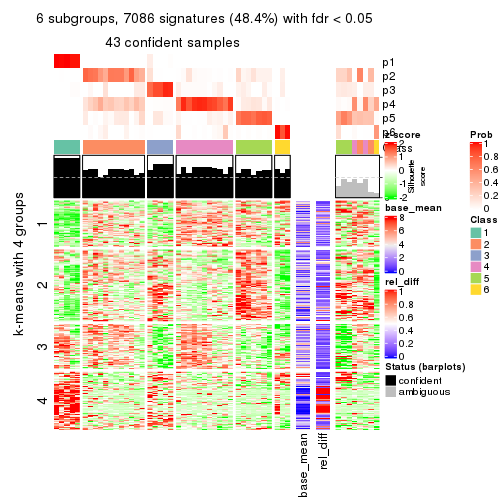 6 subgroups, 7086 signatures (48.4%) with fdr < 0.05
43 confident samples
p1
p2
p3
p4
p5
p6
Class
Silhouette
score
k-means with 4 groups
1
2
3
4
base_mean
rel_diff
z-score
2
1
0
-1
-2
base_mean
8
6
4
2
0
rel_diff
1
0.8
0.6
0.4
0.2
0
Status (barplots)
confident
ambiguous
Prob
1
0.8
0.6
0.4
0.2
0
Class
1
2
3
4
5
6